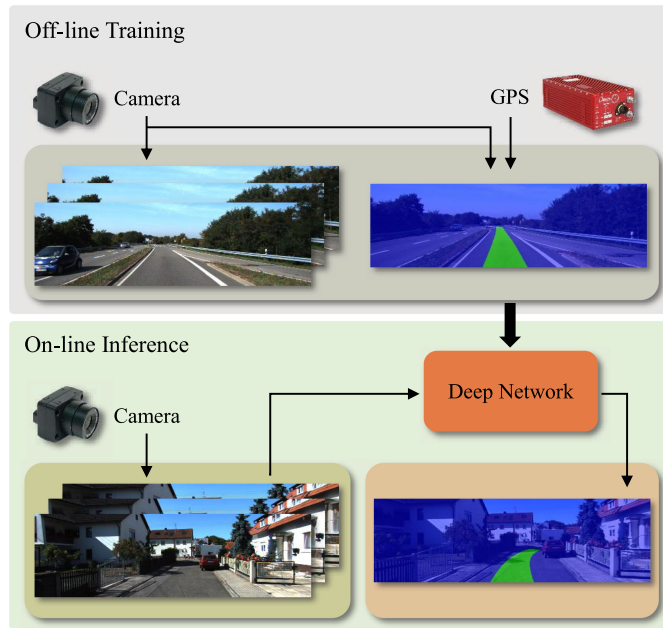 Off-line Training
Camera
GPS
On-line Inference
Deep Network
Camera